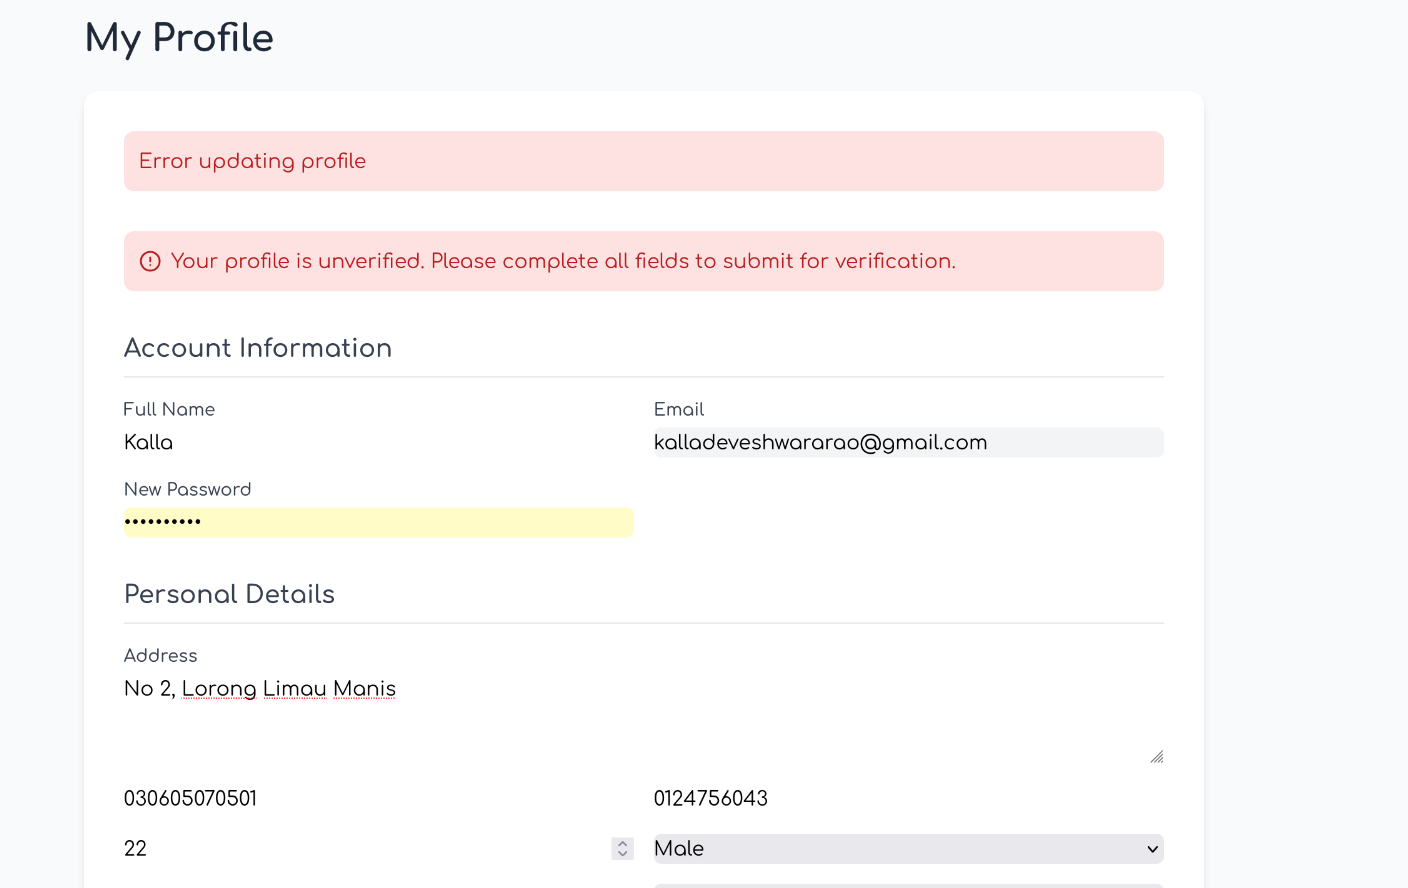 My Profile
Error updating profile
Your profile is unverified. Please complete all fields to submit for verification.
Account Information
Full Name
Email
Kalla
kalladeveshwararao@gmail.com
New Password
••••••••••
Personal Details
Address
No 2, Lorong Limau Manis
030605070501
0124756043
22
Male